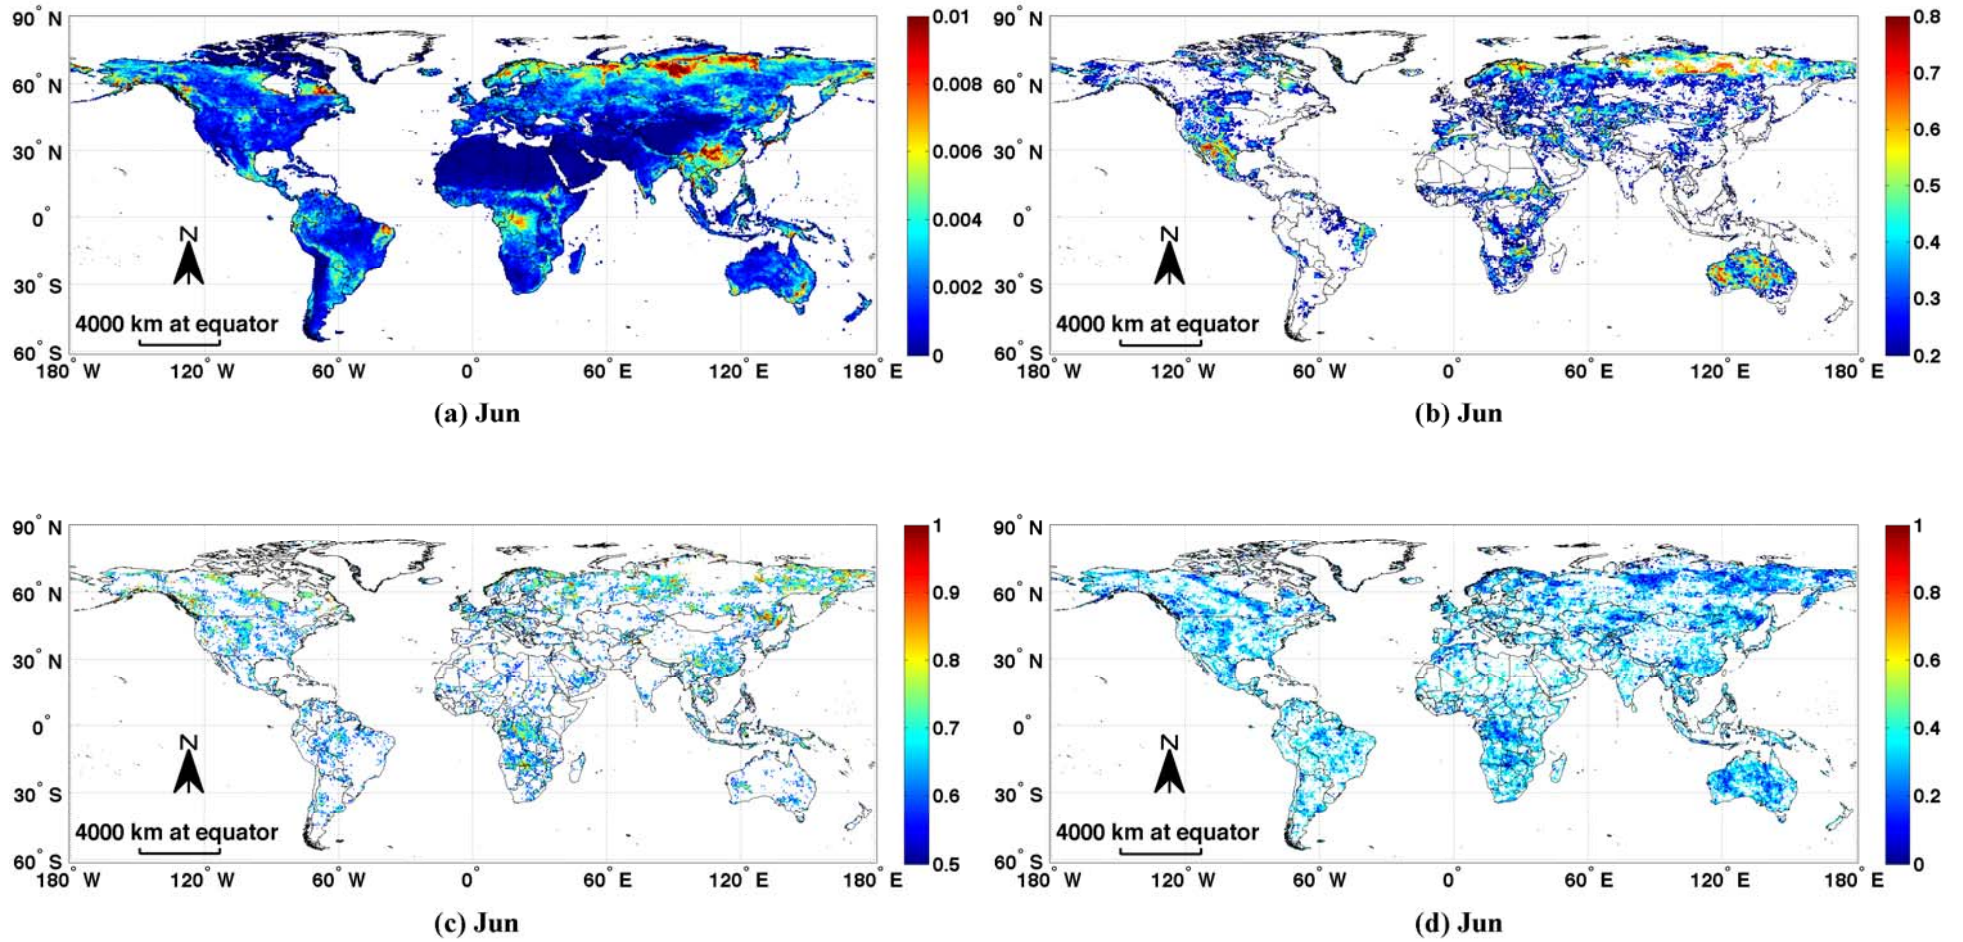 90° N
60° N
30° N
0°
30° S
60° S
180° W
120° W
60° W
0°
60° E
120° E
180° E
N
4000 km at equator
0.01
0.008
0.006
0.004
0.002
0
(a) Jun
90° N
60° N
30° N
0°
30° S
60° S
180° W
120° W
60° W
0°
60° E
120° E
180° E
N
4000 km at equator
0.8
0.7
0.6
0.5
0.4
0.3
0.2
(b) Jun
90° N
60° N
30° N
0°
30° S
60° S
180° W
120° W
60° W
0°
60° E
120° E
180° E
N
4000 km at equator
1
0.9
0.8
0.7
0.6
0.5
(c) Jun
90° N
60° N
30° N
0°
30° S
60° S
180° W
120° W
60° W
0°
60° E
120° E
180° E
N
4000 km at equator
1
0.8
0.6
0.4
0.2
0
(d) Jun